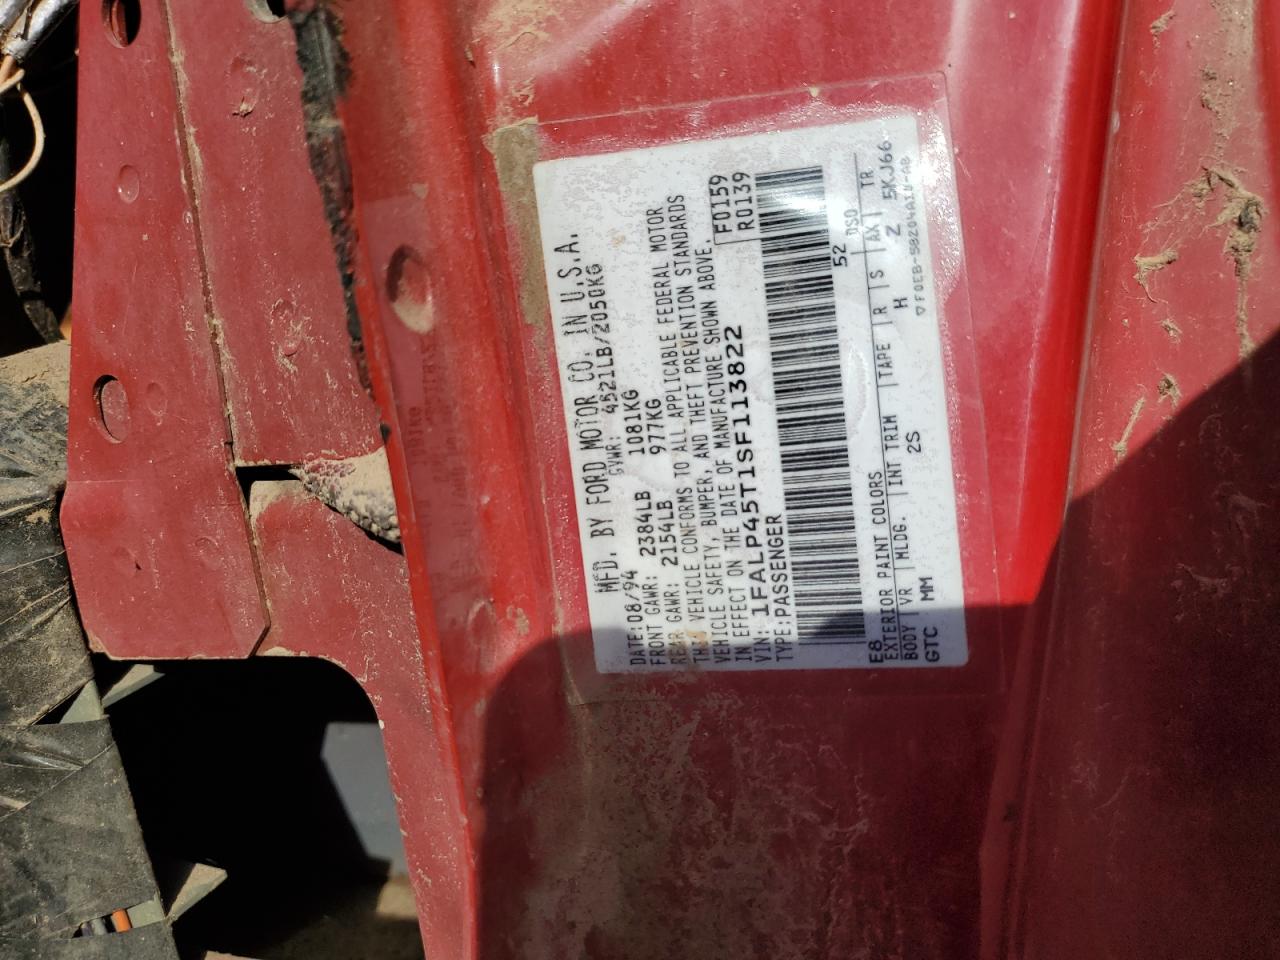 MFD. BY FORD MOTOR CO. IN U.S.A.
DATE:08/94 GVWR: 4521LB/2050KG
FRONT GAWR: 2384LB 1081KG
REAR GAWR: 2154LB 977KG
THIS VEHICLE CONFORMS TO ALL APPLICABLE FEDERAL MOTOR
VEHICLE SAFETY, BUMPER, AND THEFT PREVENTION STANDARDS
IN EFFECT ON THE DATE OF MANUFACTURE SHOWN ABOVE.
VIN: 1FALP45T1SF113822
TYPE:PASSENGER
F0159
R0139
52
E8 DSO
EXTERIOR PAINT COLORS
BODY VR MLDG. INT TRIM TAPE R S AX TR
GTC MM 2S H Z 5KJ66